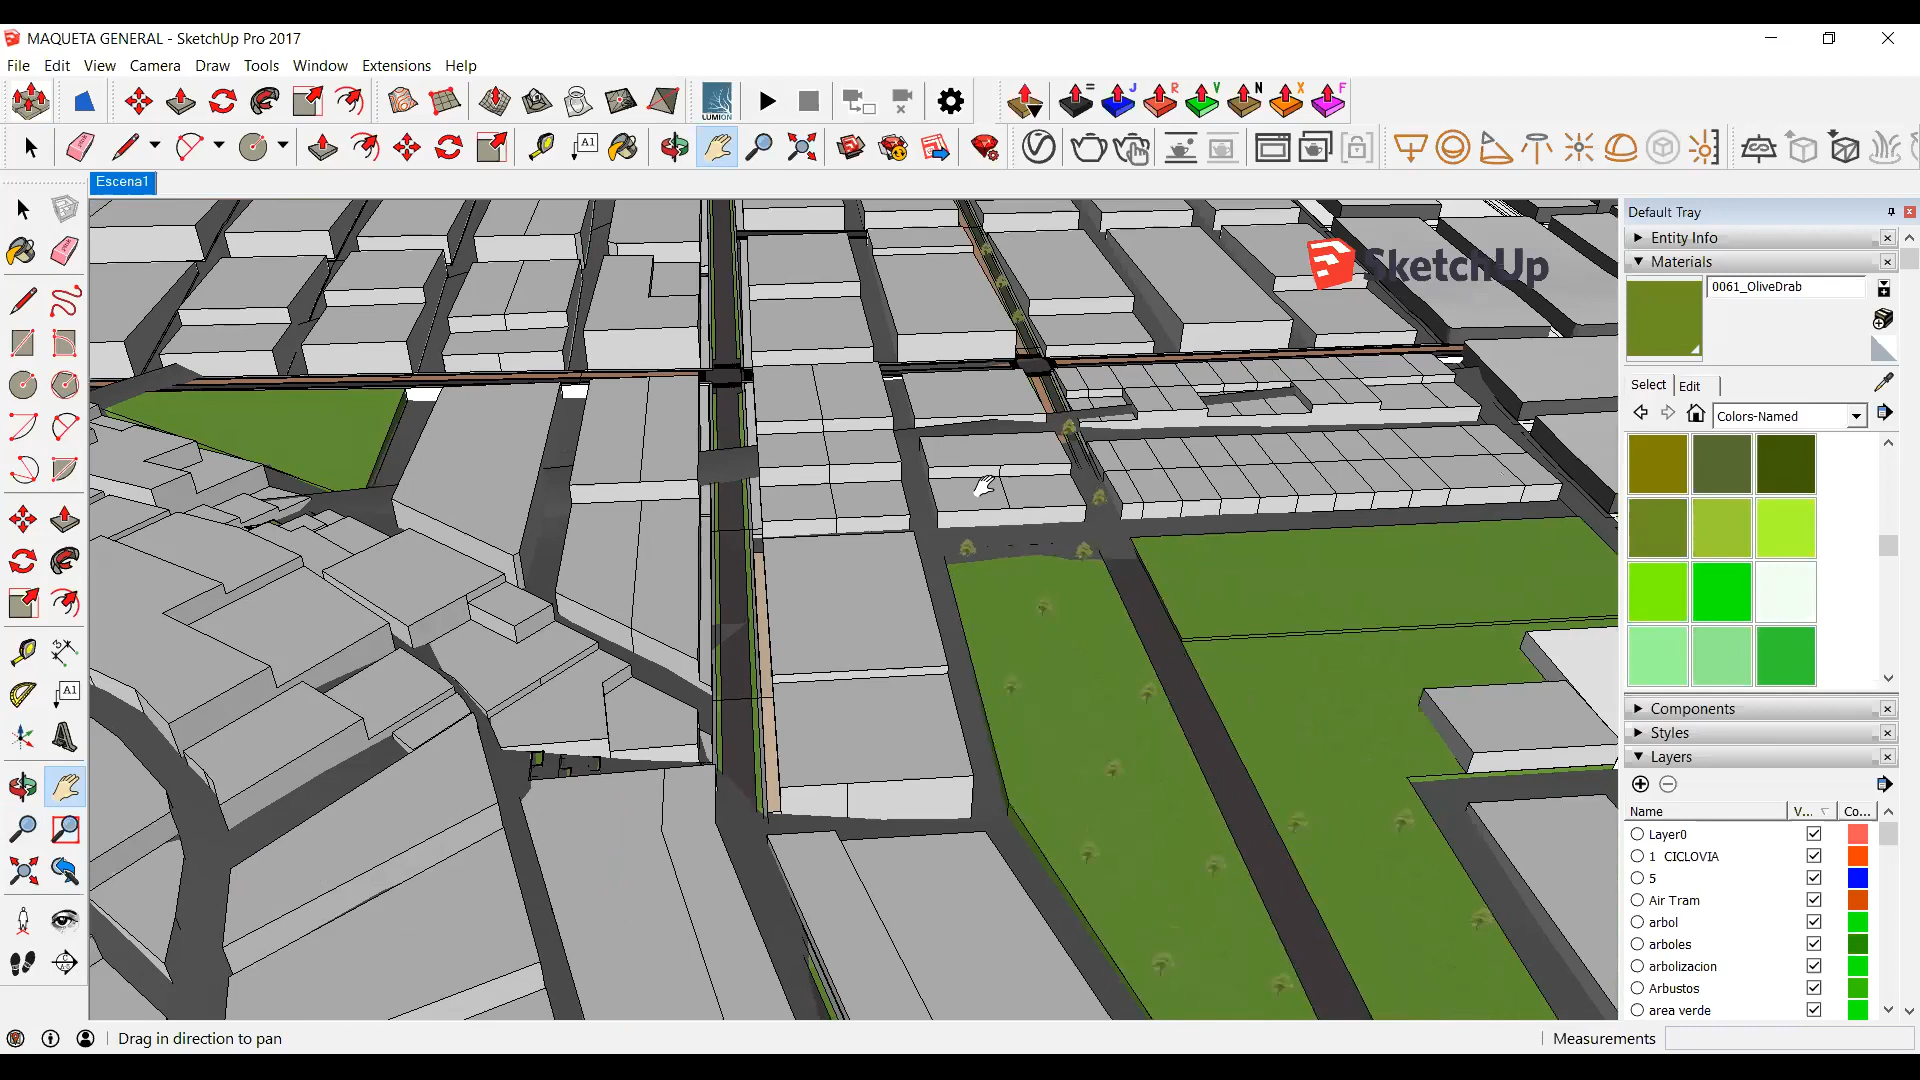 MAQUETA GENERAL - SketchUp Pro 2017
File Edit View Camera Draw Tools Window Extensions Help
LUMION
= J R V N X F
A1
Escena1
Default Tray
Entity Info
SketchUp
Materials
0061_OliveDrab
Select Edit
Colors-Named
A1
Components
Styles
Layers
Name V... Co...
Layer0
1 CICLOVIA
5
Air Tram
arbol
arboles
arbolizacion
Arbustos
area verde
Drag in direction to pan
Measurements